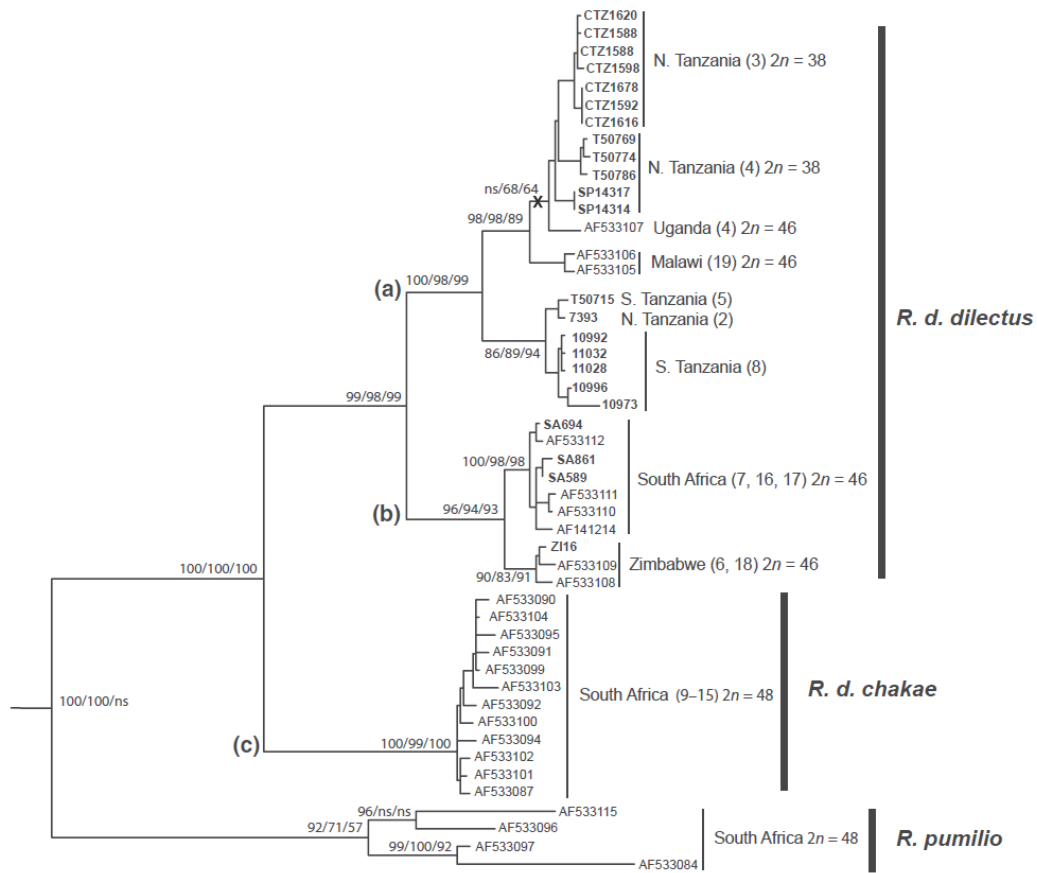 CTZ1620
CTZ1588
CTZ1588
CTZ1598
N. Tanzania (3) 2n = 38
CTZ1678
CTZ1592
CTZ1616
T50769
T50774
N. Tanzania (4) 2n = 38
T50786
ns/68/64
X
SP14317
SP14314
98/98/89
AF533107 Uganda (4) 2n = 46
AF533106
Malawi (19) 2n = 46
AF533105
(a)
100/98/99
T50715 S. Tanzania (5)
7393 N. Tanzania (2)
R. d. dilectus
86/89/94
10992
11032
11028
S. Tanzania (8)
10996
10973
99/98/99
SA694
AF533112
100/98/98
SA861
SA589
South Africa (7, 16, 17) 2n = 46
AF533111
AF533110
AF141214
(b)
96/94/93
ZI16
AF533109
Zimbabwe (6, 18) 2n = 46
AF533108
90/83/91
100/100/100
AF533090
AF533104
AF533095
AF533091
AF533099
AF533103
South Africa (9–15) 2n = 48
R. d. chakae
AF533092
AF533100
AF533094
AF533102
AF533101
AF533087
100/100/ns
(c)
100/99/100
96/ns/ns
AF533115
92/71/57
AF533096
South Africa 2n = 48
R. pumilio
99/100/92
AF533097
AF533084